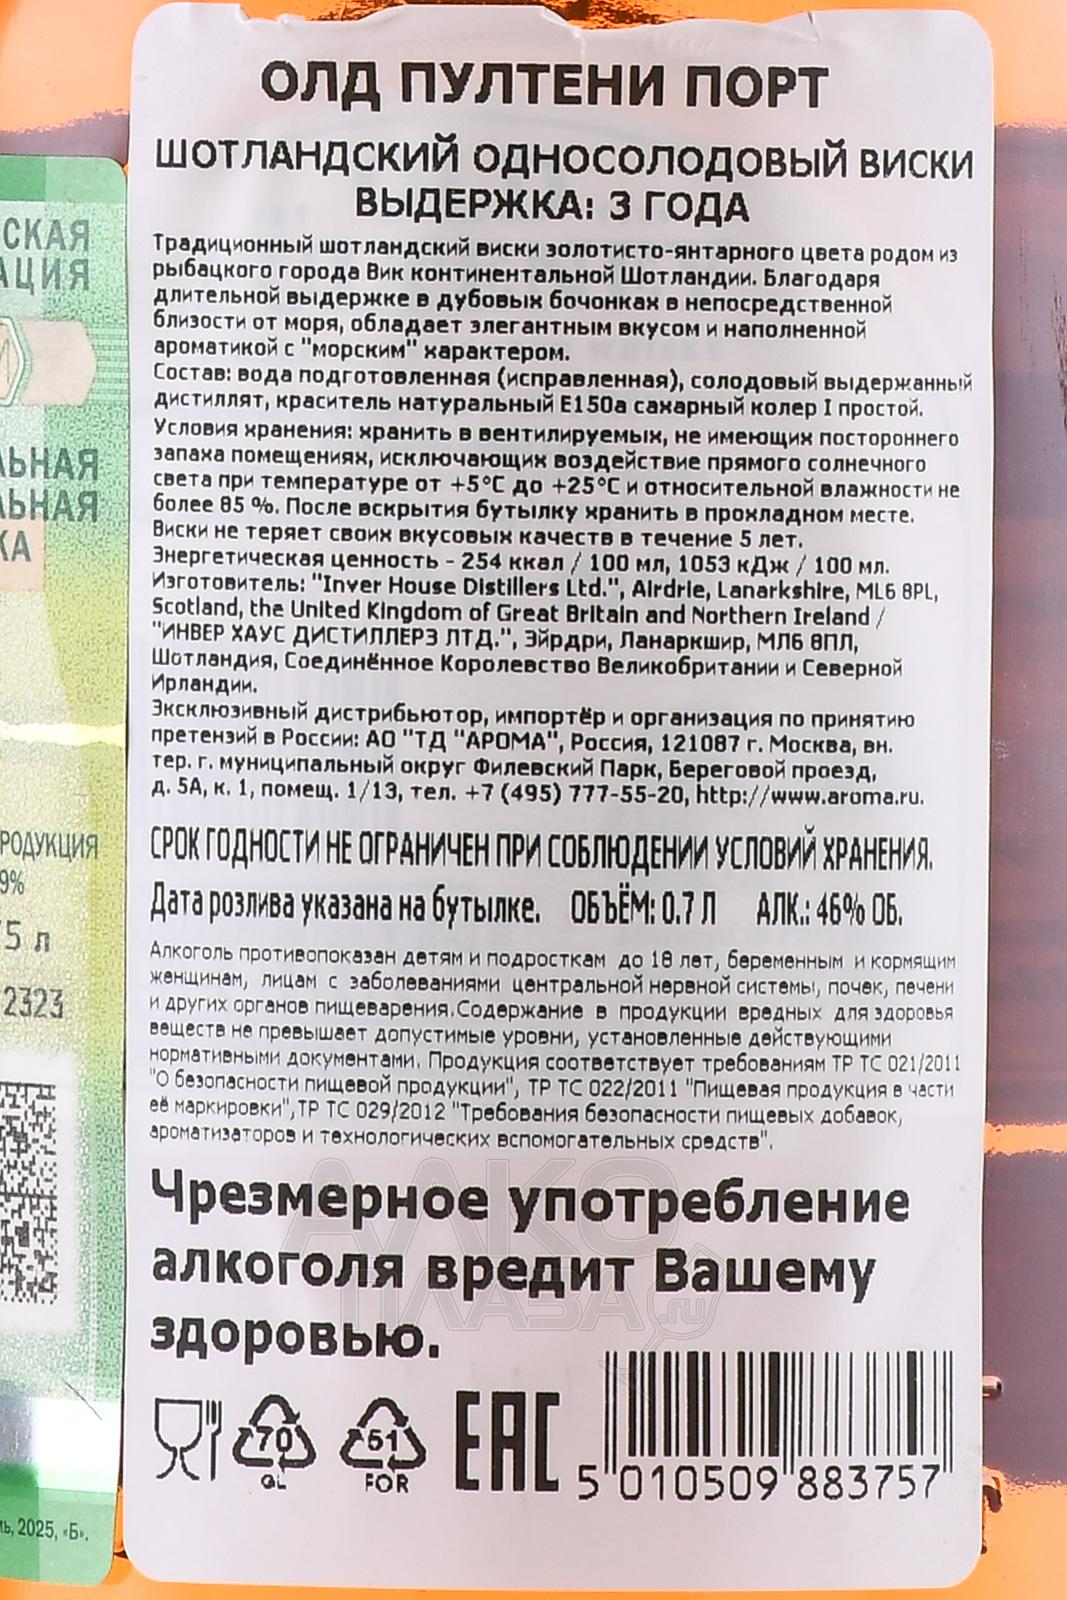 ОЛД ПУЛТЕНИ ПОРТ
ШОТЛАНДСКИЙ ОДНОСОЛОДОВЫЙ ВИСКИ
ВЫДЕРЖКА: 3 ГОДА
Традиционный шотландский виски золотисто-янтарного цвета родом из
рыбацкого города Вик континентальной Шотландии. Благодаря
длительной выдержке в дубовых бочонках в непосредственной
близости от моря, обладает элегантным вкусом и наполненной
ароматикой с "морским" характером.
Состав: вода подготовленная (исправленная), солодовый выдержанный
дистиллят, краситель натуральный Е150а сахарный колер I простой.
Условия хранения: хранить в вентилируемых, не имеющих постороннего
запаха помещениях, исключающих воздействие прямого солнечного
света при температуре от +5°С до +25°С и относительной влажности не
более 85 %. После вскрытия бутылку хранить в прохладном месте.
Виски не теряет своих вкусовых качеств в течение 5 лет.
Энергетическая ценность - 254 ккал / 100 мл, 1053 кДж / 100 мл.
Изготовитель: "Inver House Distillers Ltd.", Airdrie, Lanarkshire, ML6 8PL,
Scotland, the United Kingdom of Great Britain and Northern Ireland /
"ИНВЕР ХАУС ДИСТИЛЛЕРЗ ЛТД.", Эйрдри, Ланаркшир, МЛ6 8ПЛ,
Шотландия, Соединённое Королевство Великобритании и Северной
Ирландии.
Эксклюзивный дистрибьютор, импортёр и организация по принятию
претензий в России: АО "ТД "АРОМА", Россия, 121087 г. Москва, вн.
тер. г. муниципальный округ Филевский Парк, Береговой проезд,
д. 5А, к. 1, помещ. 1/13, тел. +7 (495) 777-55-20, http://www.aroma.ru.
СРОК ГОДНОСТИ НЕ ОГРАНИЧЕН ПРИ СОБЛЮДЕНИИ УСЛОВИЙ ХРАНЕНИЯ.
Дата розлива указана на бутылке. ОБЪЁМ: 0.7 Л АЛК.: 46% ОБ.
Алкоголь противопоказан детям и подросткам до 18 лет, беременным и кормящим
женщинам, лицам с заболеваниями центральной нервной системы, почек, печени
и других органов пищеварения.Содержание в продукции вредных для здоровья
веществ не превышает допустимые уровни, установленные действующими
нормативными документами. Продукция соответствует требованиям ТР ТС 021/2011
"О безопасности пищевой продукции", ТР ТС 022/2011 "Пищевая продукция в части
её маркировки",ТР ТС 029/2012 "Требования безопасности пищевых добавок,
ароматизаторов и технологических вспомогательных средств".
Чрезмерное употребление
алкоголя вредит Вашему
здоровью.
70
GL
51
FOR
ЕАС
5 010509 883757
СКАЯ
АЦИЯ
ЛЬНАЯ
ЛЬНАЯ
КА
РОДУКЦИЯ
9%
75 л
2323
2025, «Б».
АЛКО
ПЛАЗА.ru